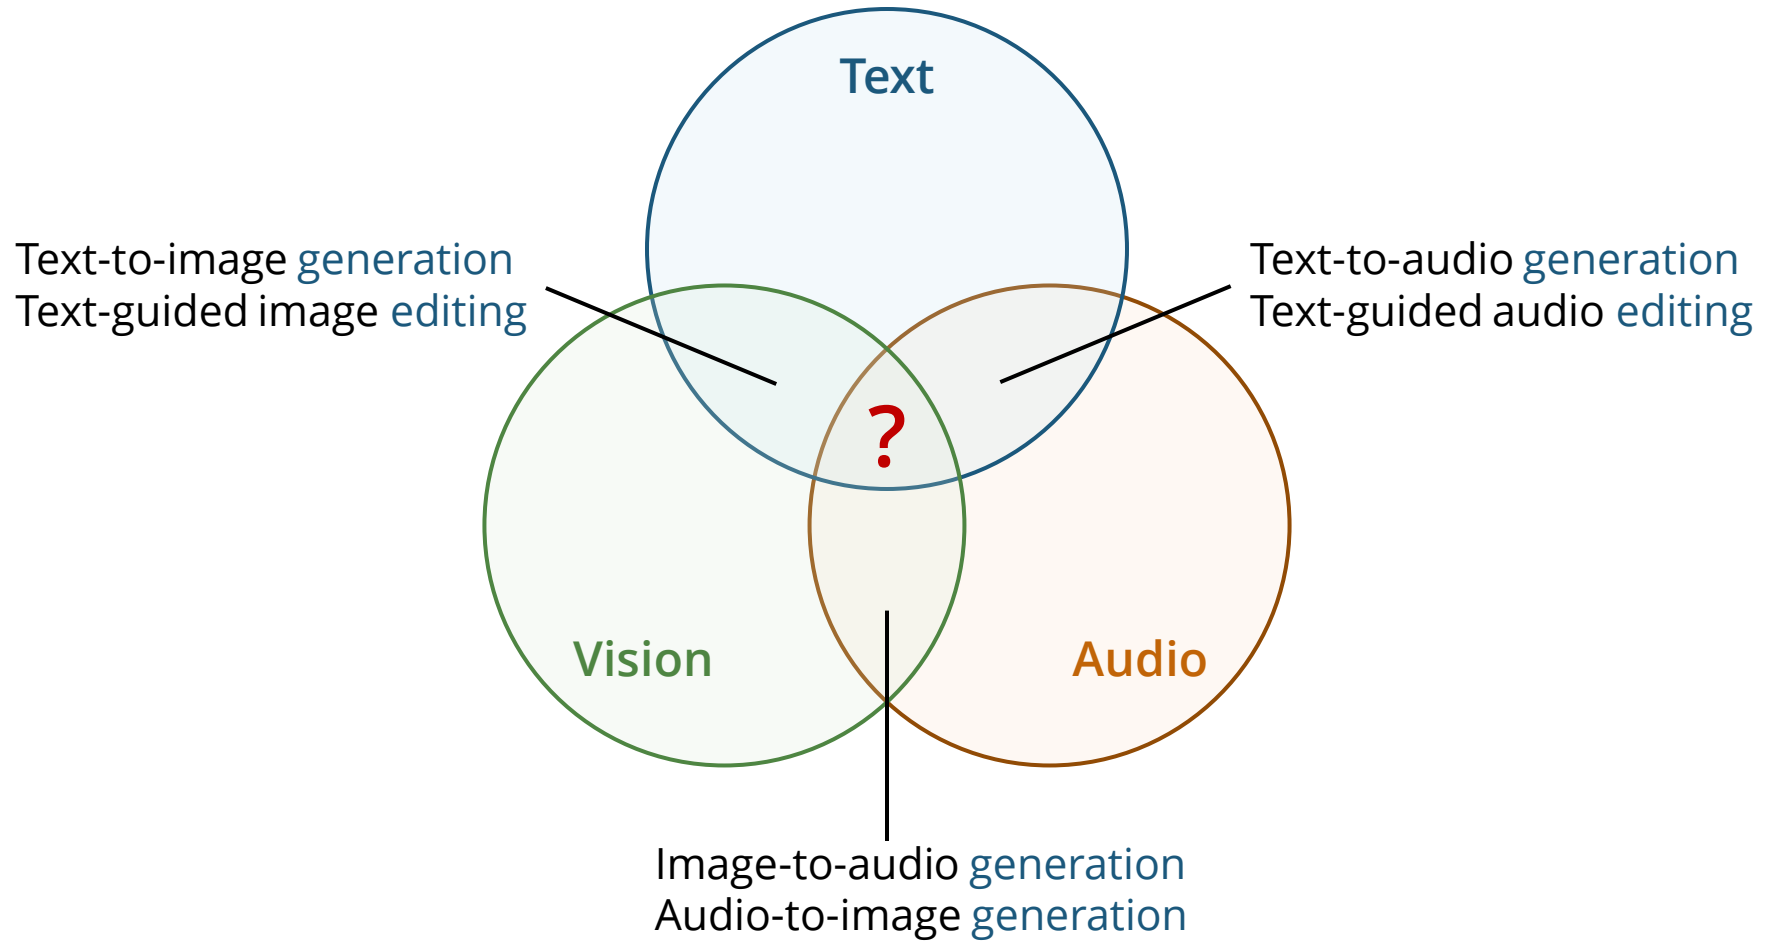 Text
Text-to-image generation
Text-guided image editing
Text-to-audio generation
Text-guided audio editing
?
Vision
Audio
Image-to-audio generation
Audio-to-image generation